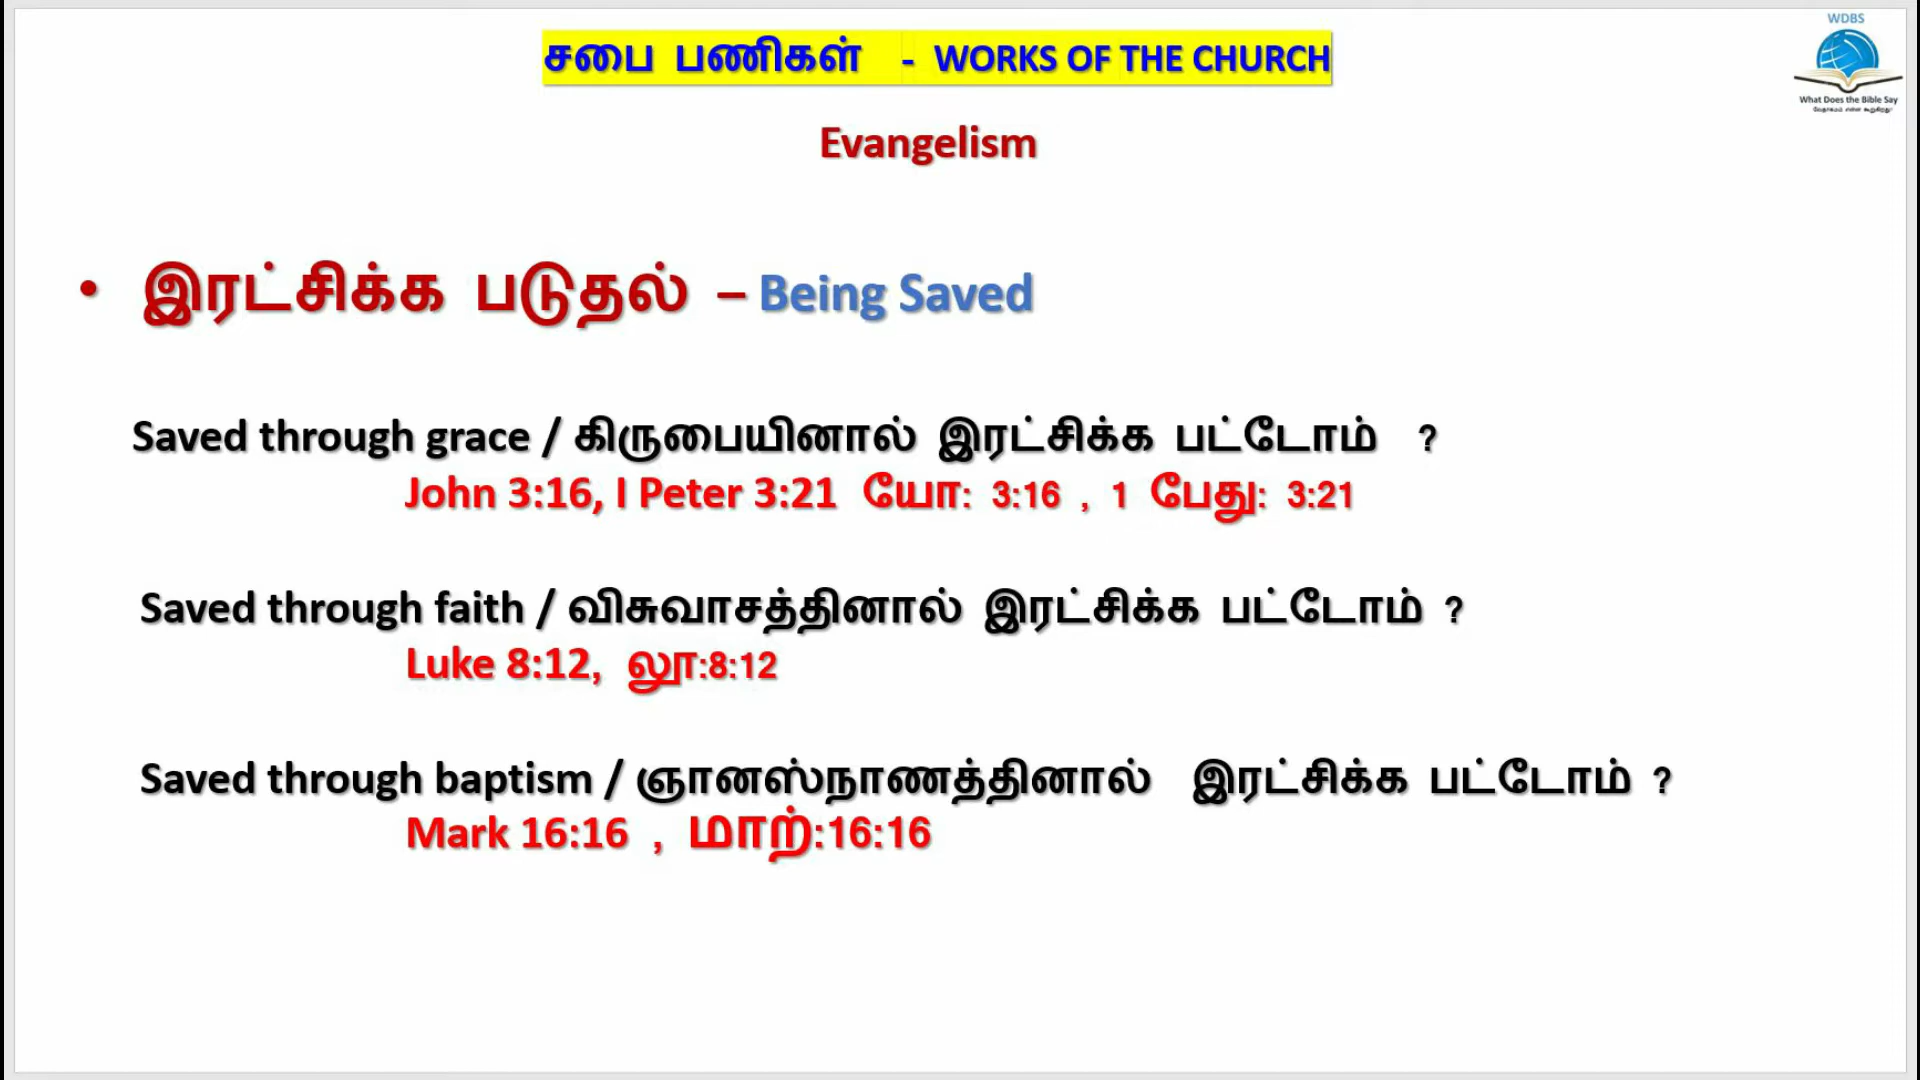 WDBS
சபை பணிகள் - WORKS OF THE CHURCH
What Does the Bible Say
வேதாகமம் என்ன கூறுகிறது?
Evangelism
• இரட்சிக்க படுதல் – Being Saved
Saved through grace / கிருபையினால் இரட்சிக்க பட்டோம் ?
John 3:16, I Peter 3:21 யோ: 3:16 , 1 பேது: 3:21
Saved through faith / விசுவாசத்தினால் இரட்சிக்க பட்டோம் ?
Luke 8:12, லூ:8:12
Saved through baptism / ஞானஸ்நாணத்தினால் இரட்சிக்க பட்டோம் ?
Mark 16:16 , மாற்:16:16